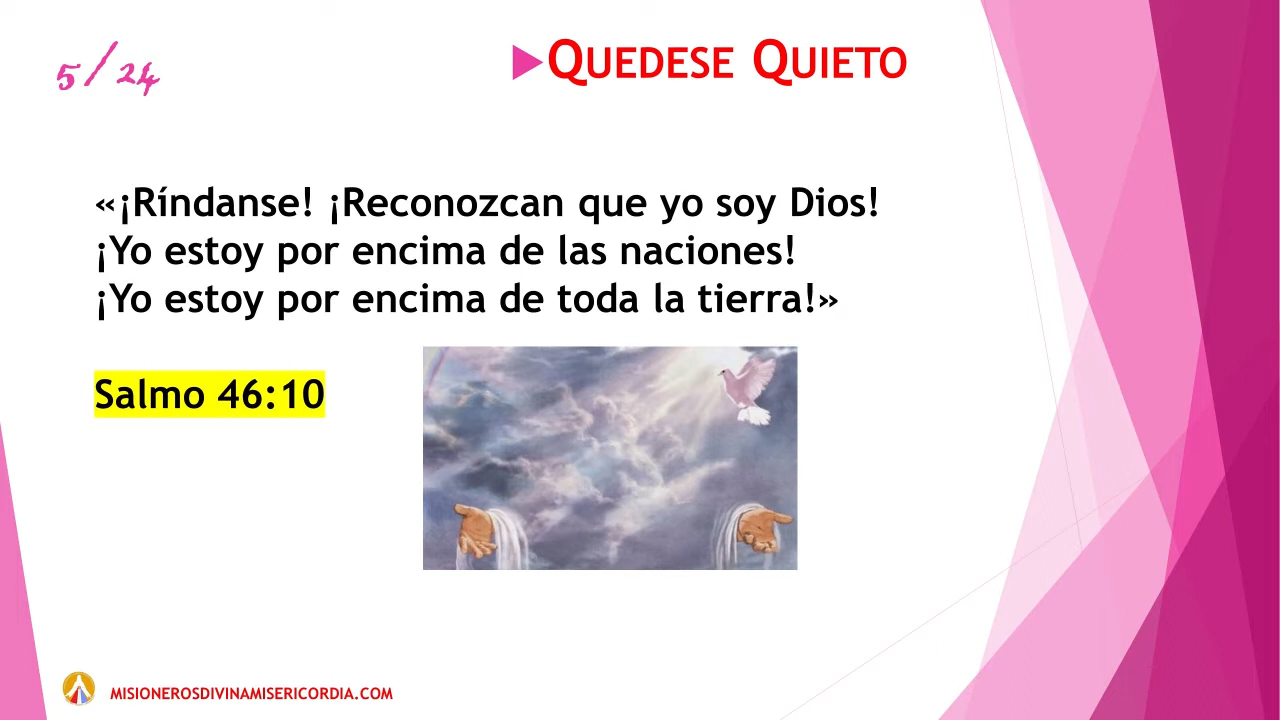 5/24
QUEDESE QUIETO
«¡Ríndanse! ¡Reconozcan que yo soy Dios!
¡Yo estoy por encima de las naciones!
¡Yo estoy por encima de toda la tierra!»
Salmo 46:10
MISIONEROSDIVINAMISERICORDIA.COM